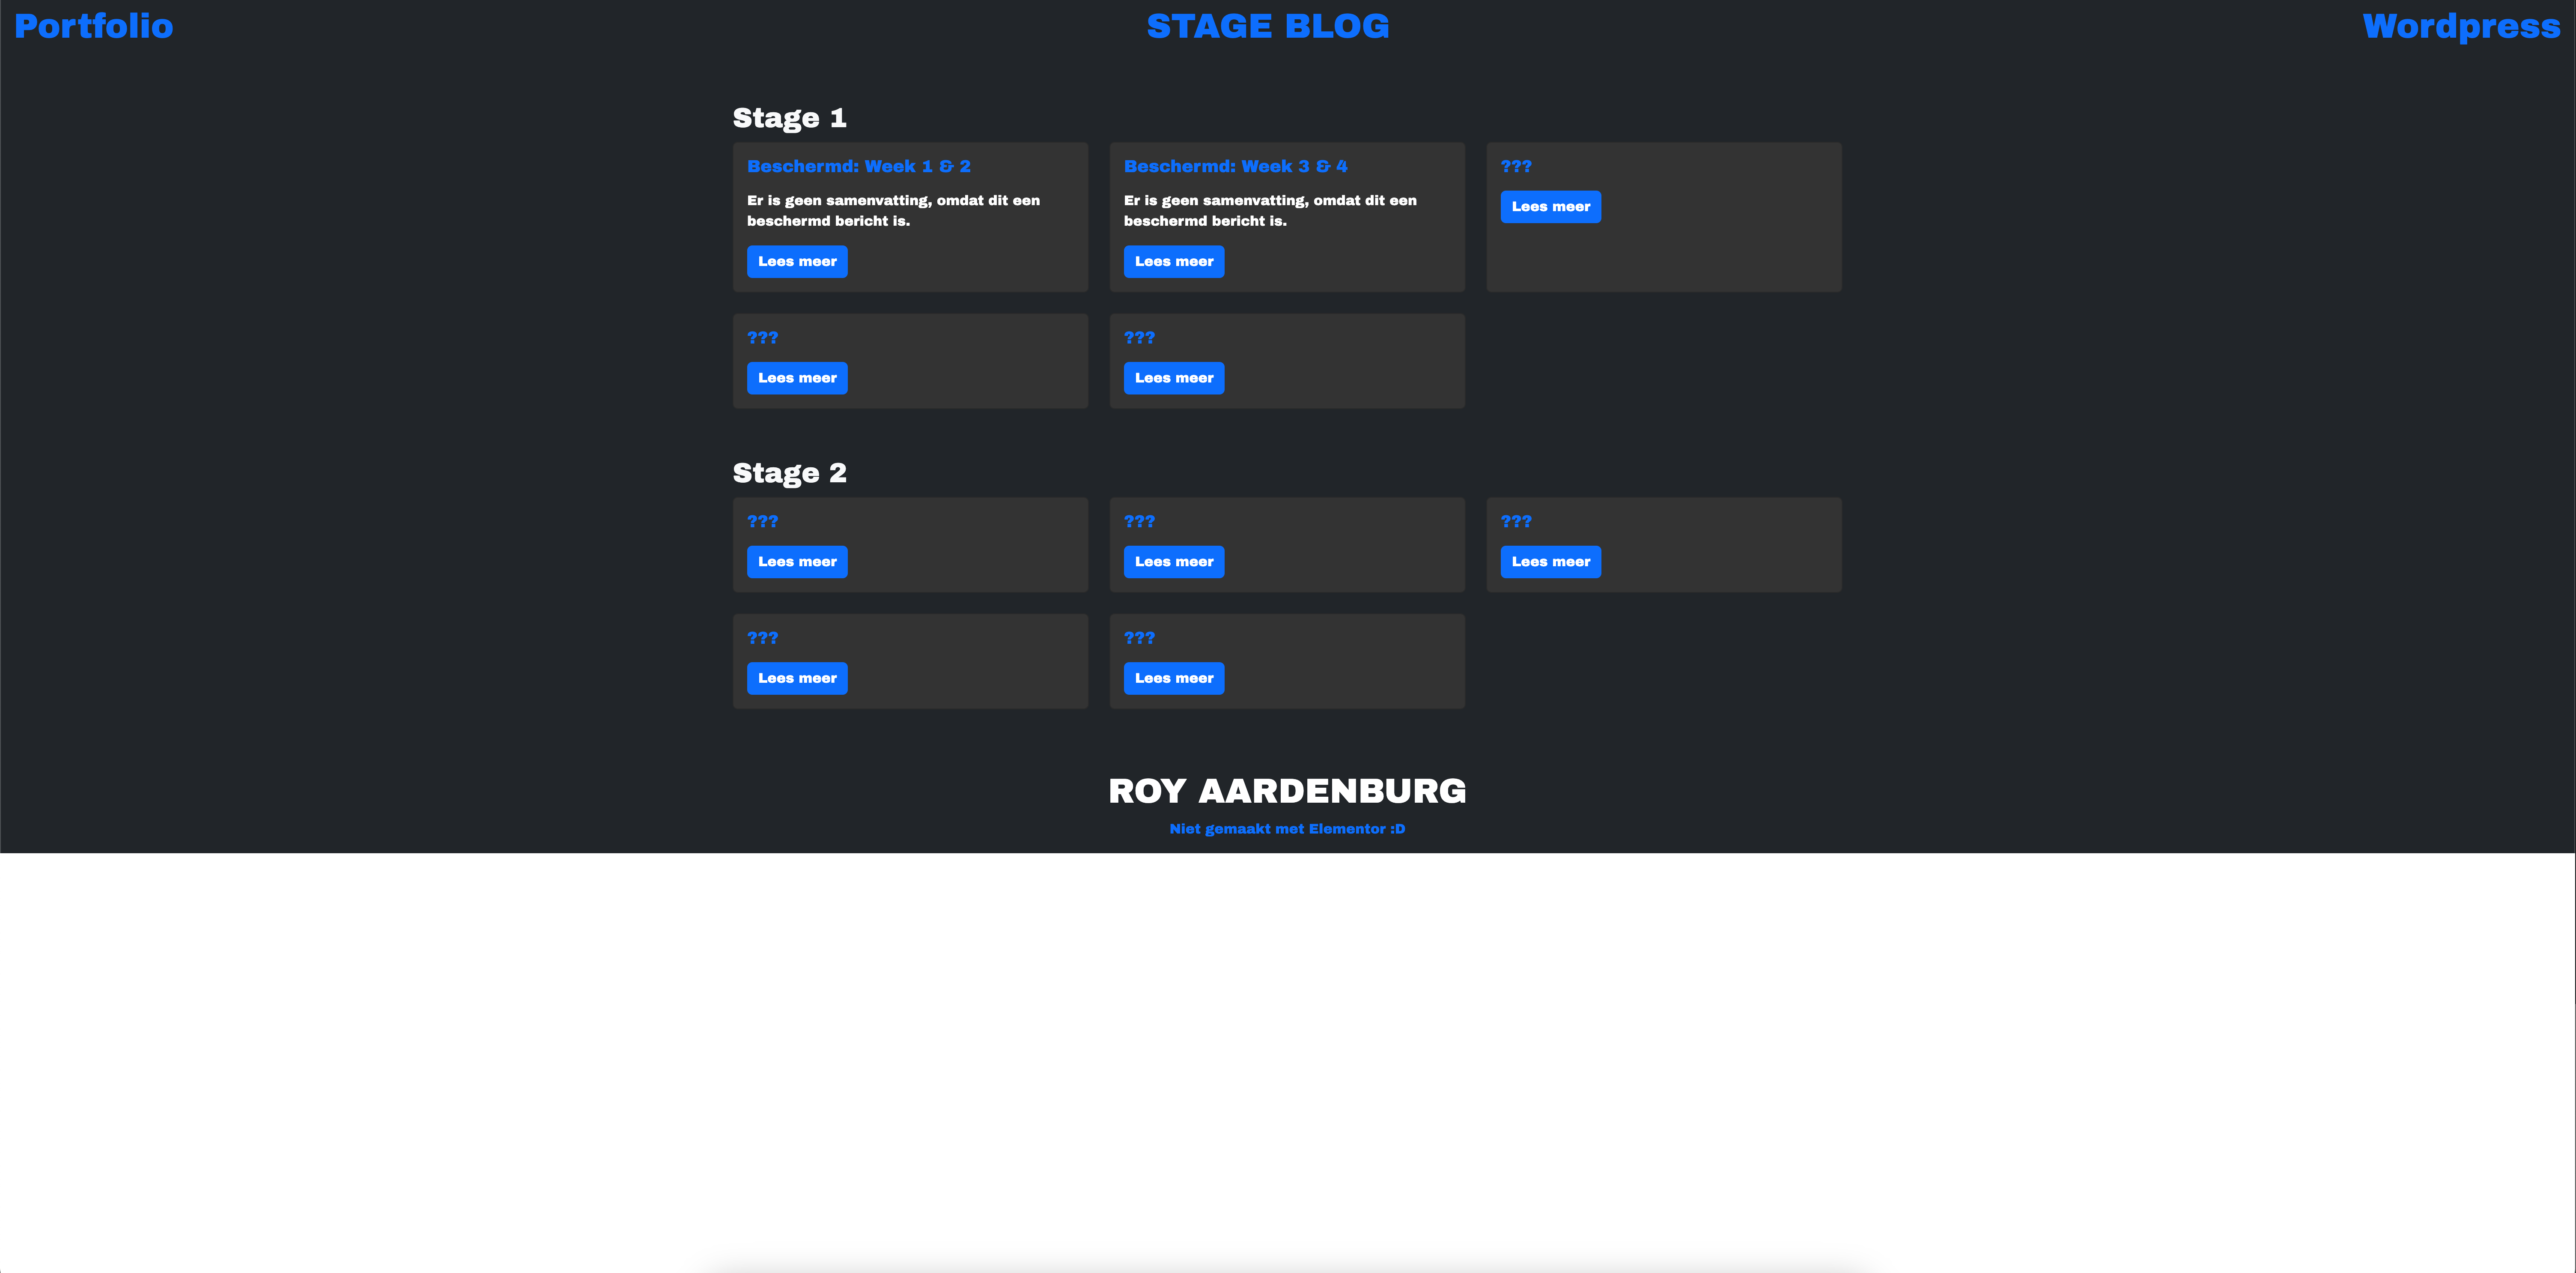 Portfolio
STAGE BLOG
Wordpress
Stage 1
Beschermd: Week 1 & 2
Er is geen samenvatting, omdat dit een
beschermd bericht is.
Lees meer
Beschermd: Week 3 & 4
Er is geen samenvatting, omdat dit een
beschermd bericht is.
Lees meer
???
Lees meer
???
Lees meer
???
Lees meer
Stage 2
???
Lees meer
???
Lees meer
???
Lees meer
???
Lees meer
???
Lees meer
ROY AARDENBURG
Niet gemaakt met Elementor :D